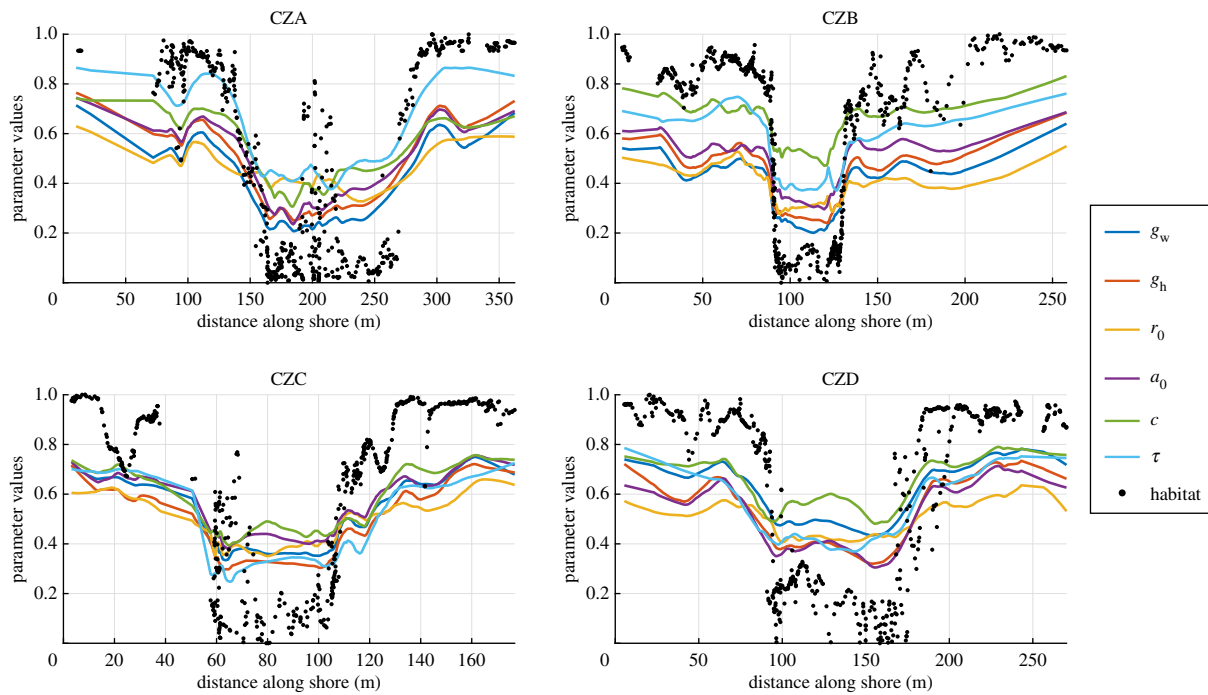 CZA
CZB
1.0
0.8
0.6
0.4
0.2
parameter values
50 100 150 200 250 300 350
distance along shore (m)
1.0
0.8
0.6
0.4
0.2
parameter values
50 100 150 200 250
distance along shore (m)
CZC
CZD
1.0
0.8
0.6
0.4
0.2
parameter values
0 20 40 60 80 100 120 140 160
distance along shore (m)
1.0
0.8
0.6
0.4
0.2
parameter values
0 50 100 150 200 250
distance along shore (m)
g_w
g_h
r_0
a_0
c
τ
habitat